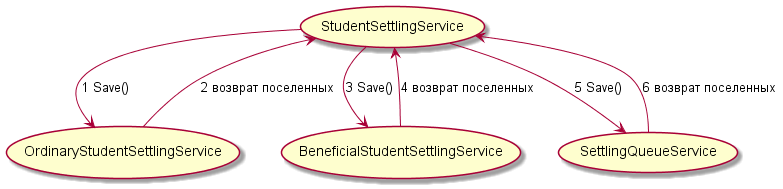 StudentSettlingService
1 Save()
2 возврат поселенных
3 Save()
4 возврат поселенных
5 Save()
6 возврат поселенных
OrdinaryStudentSettlingService
BeneficialStudentSettlingService
SettlingQueueService